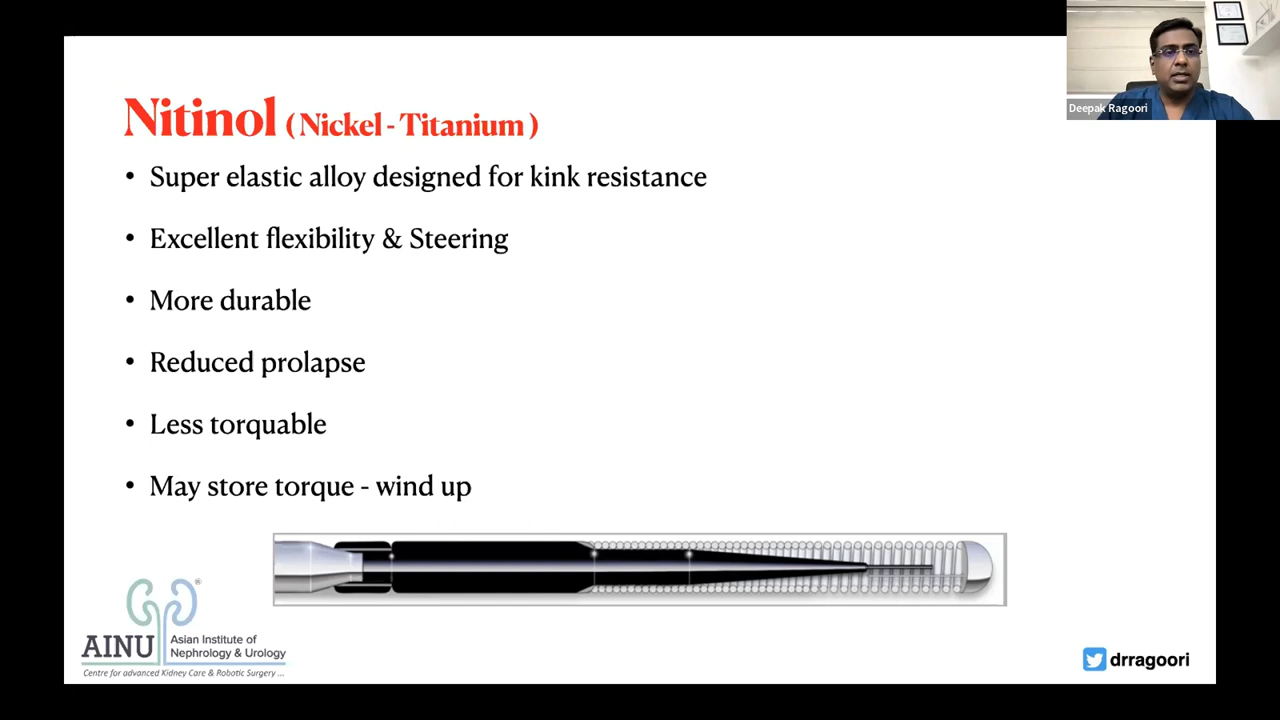 Deepak Ragoori
Nitinol ( Nickel - Titanium )
• Super elastic alloy designed for kink resistance
• Excellent flexibility & Steering
• More durable
• Reduced prolapse
• Less torquable
• May store torque - wind up
®
AINU
Asian Institute of
Nephrology & Urology
Centre for advanced Kidney Care & Robotic Surgery ...
drragoori